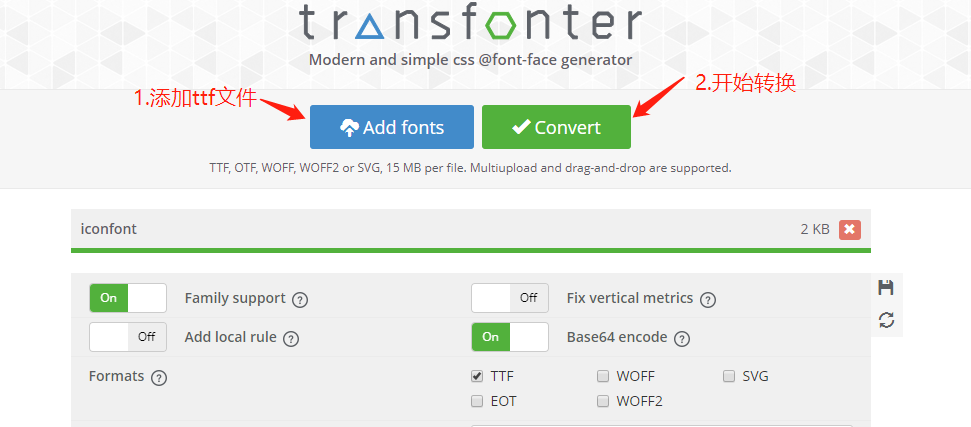 transfonter
Modern and simple css @font-face generator
1.添加ttf文件
2.开始转换
Add fonts
Convert
TTF, OTF, WOFF, WOFF2 or SVG, 15 MB per file. Multiupload and drag-and-drop are supported.
iconfont 2 KB
On Family support ? Off Fix vertical metrics ?
Off Add local rule ? On Base64 encode ?
Formats ? TTF WOFF SVG
EOT WOFF2